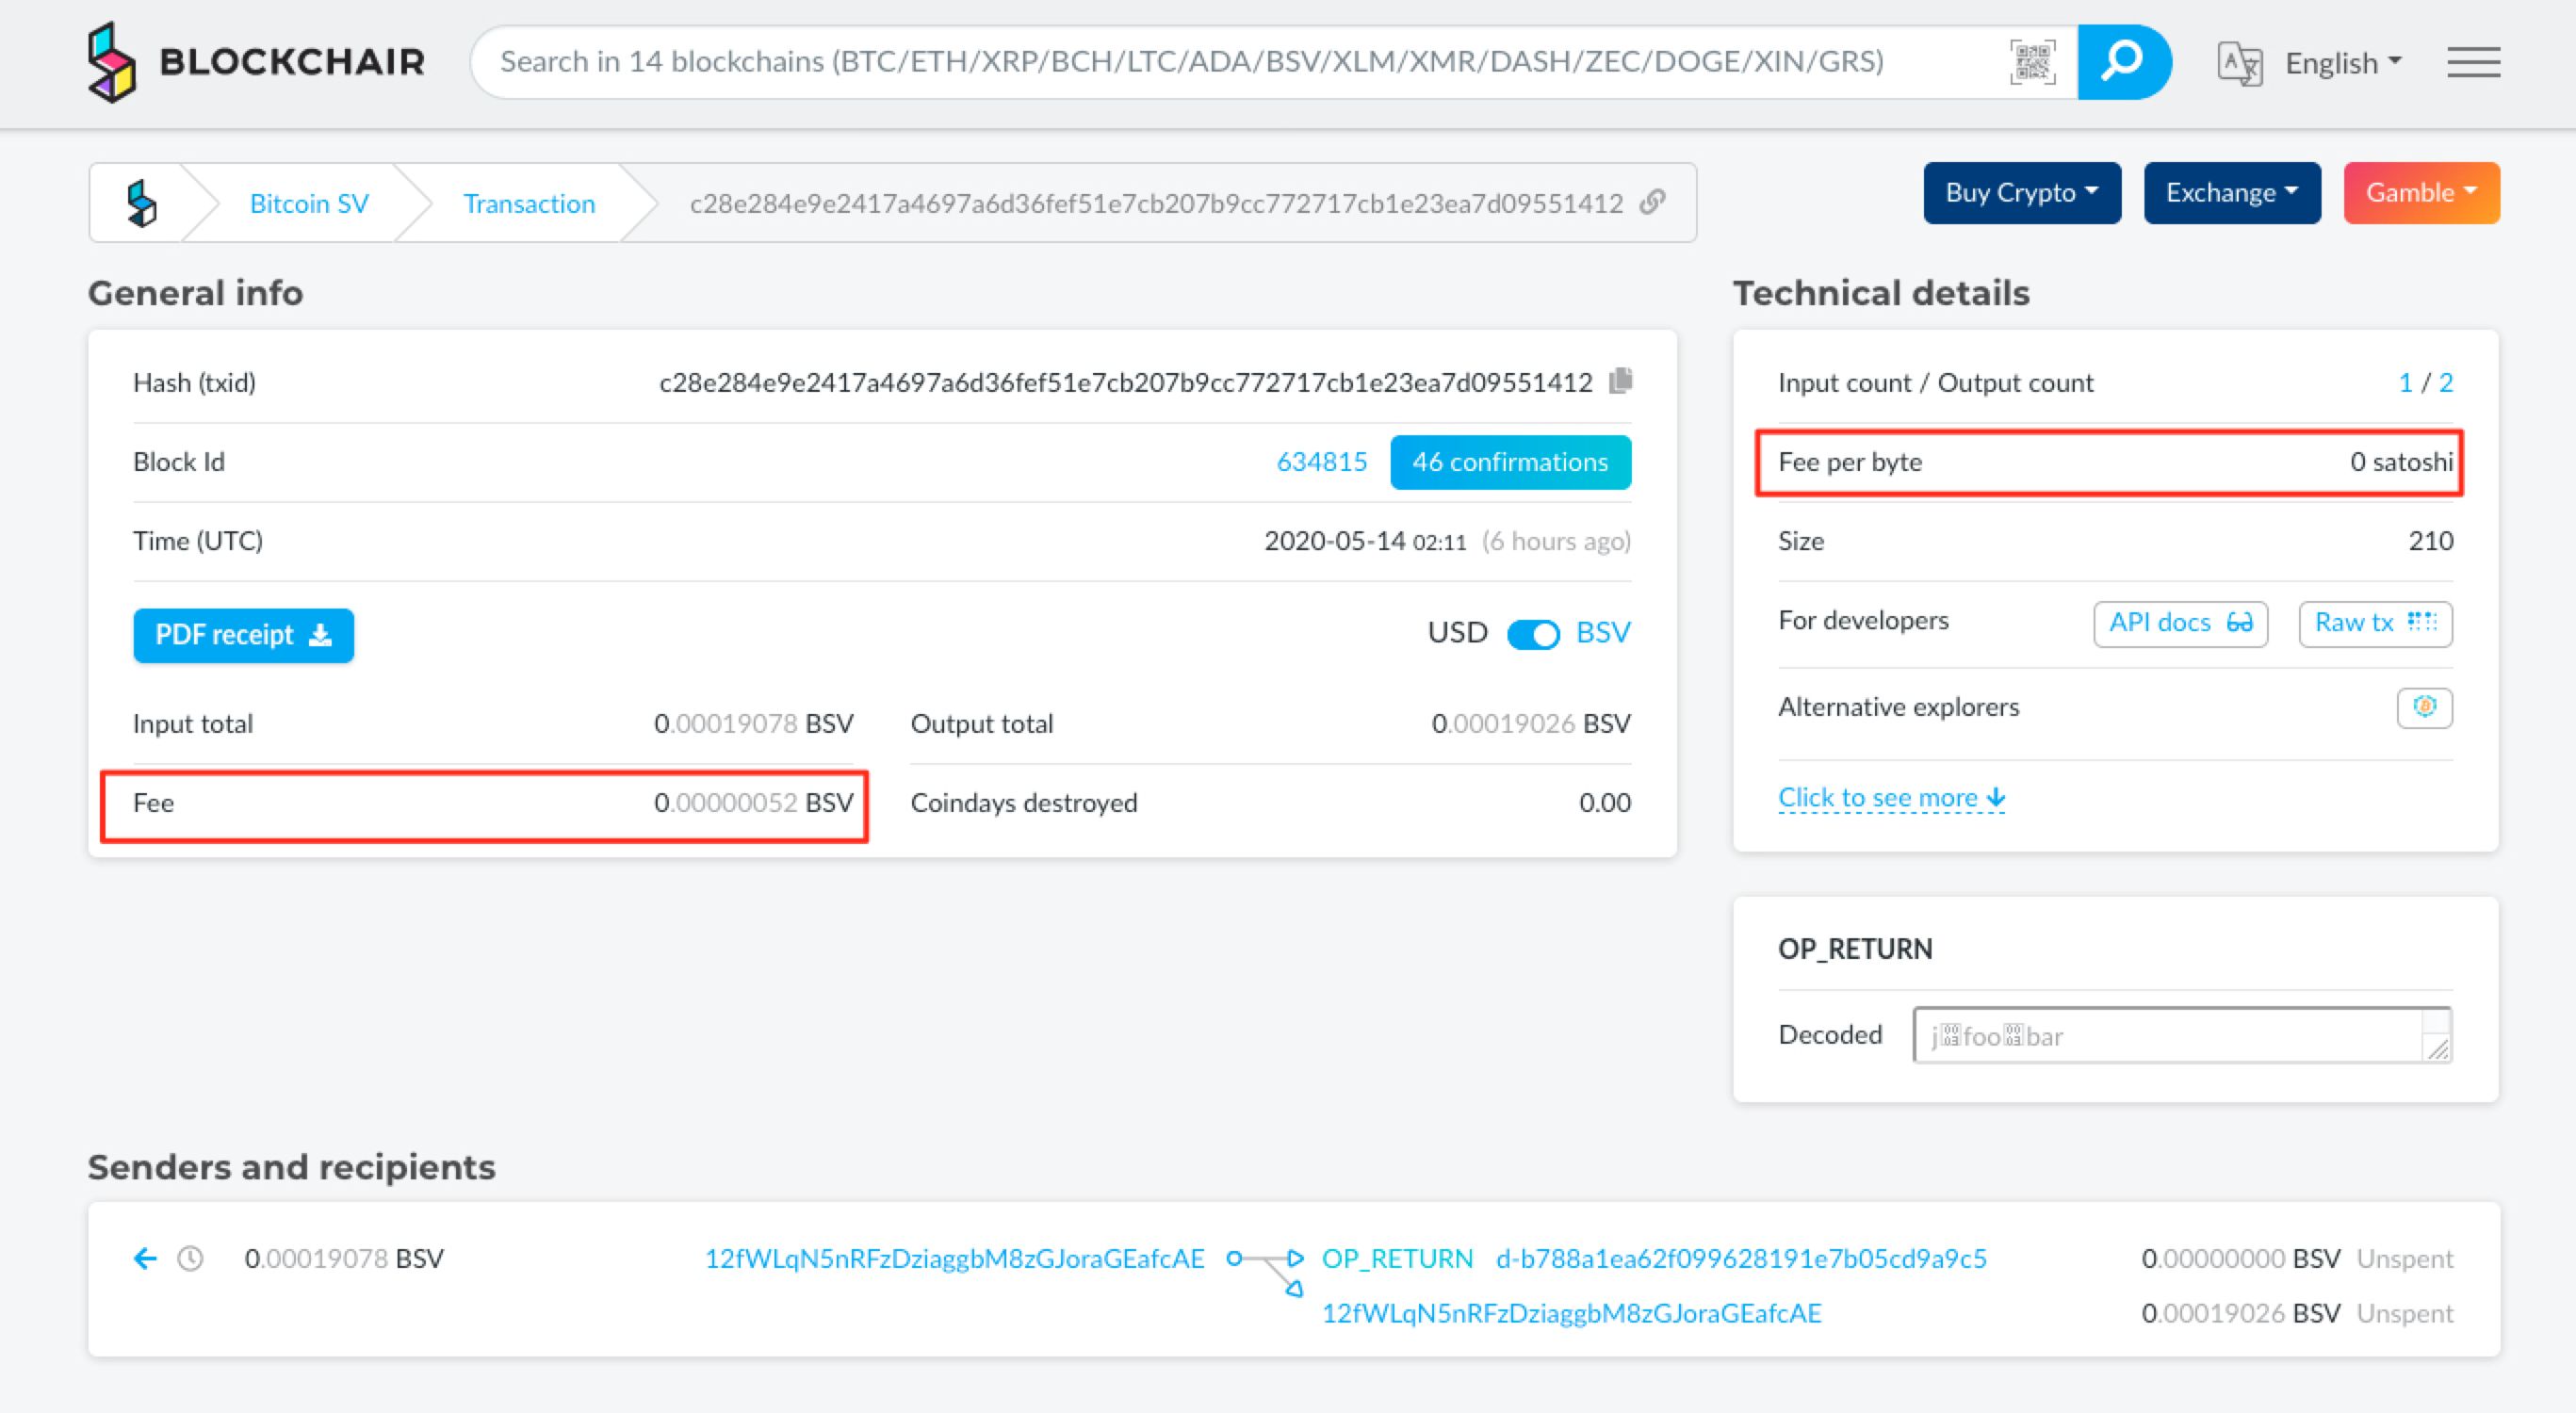 BLOCKCHAIR
Search in 14 blockchains (BTC/ETH/XRP/BCH/LTC/ADA/BSV/XLM/XMR/DASH/ZEC/DOGE/XIN/GRS)
English
Bitcoin SV
Transaction
c28e284e9e2417a4697a6d36fef51e7cb207b9cc772717cb1e23ea7d09551412
Buy Crypto
Exchange
Gamble
General info
Hash (txid) c28e284e9e2417a4697a6d36fef51e7cb207b9cc772717cb1e23ea7d09551412
Block Id 634815 46 confirmations
Time (UTC) 2020-05-14 02:11 (6 hours ago)
PDF receipt USD BSV
Input total 0.00019078 BSV Output total 0.00019026 BSV
Fee 0.00000052 BSV Coindays destroyed 0.00
Technical details
Input count / Output count 1 / 2
Fee per byte 0 satoshi
Size 210
For developers API docs Raw tx
Alternative explorers
Click to see more
OP_RETURN
Decoded jfoobar
Senders and recipients
0.00019078 BSV 12fWLqN5nRFzDziaggbM8zGJoraGEafcAE OP_RETURN d-b788a1ea62f099628191e7b05cd9a9c5 0.00000000 BSV Unspent
12fWLqN5nRFzDziaggbM8zGJoraGEafcAE 0.00019026 BSV Unspent